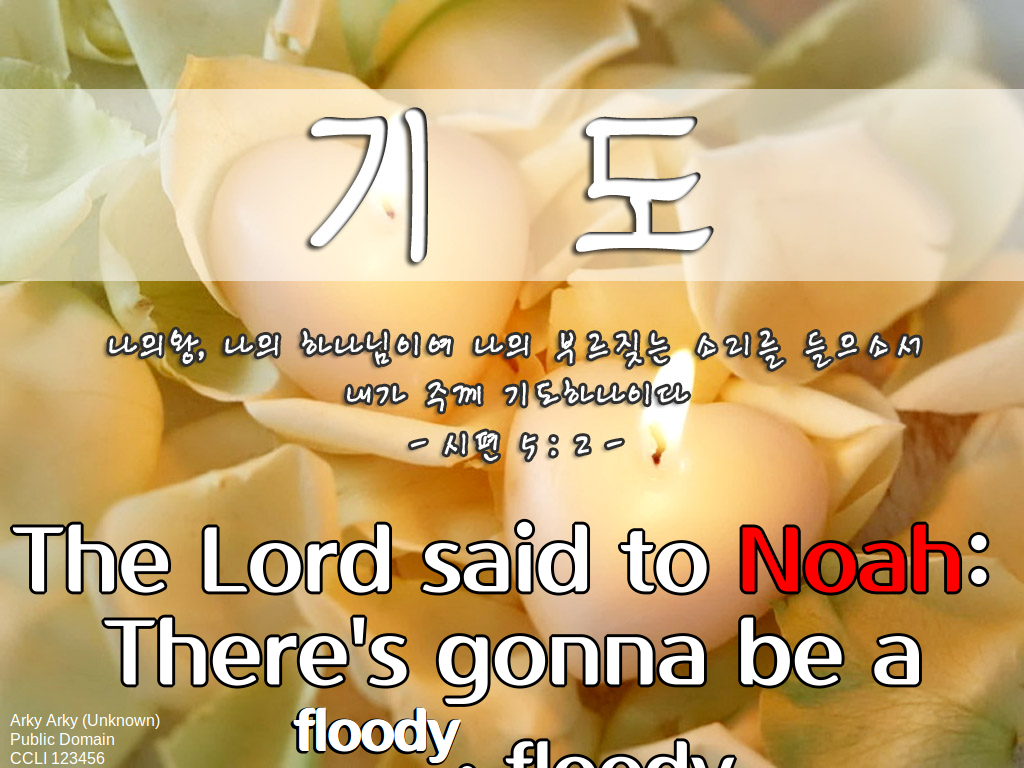 기 도
나의왕, 나의 하나님이여 나의 부르짖는 소리를 들으소서
내가 주께 기도하나이다
- 시편 5 : 2 -
The Lord said to Noah:
There's gonna be a
floody, floody
Arky Arky (Unknown)
Public Domain
CCLI 123456